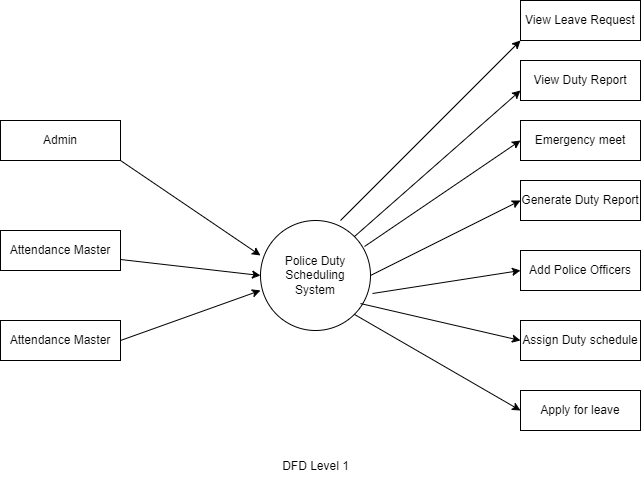 View Leave Request
View Duty Report
Admin
Emergency meet
Generate Duty Report
Attendance Master
Police Duty
Scheduling
System
Add Police Officers
Attendance Master
Assign Duty schedule
Apply for leave
DFD Level 1